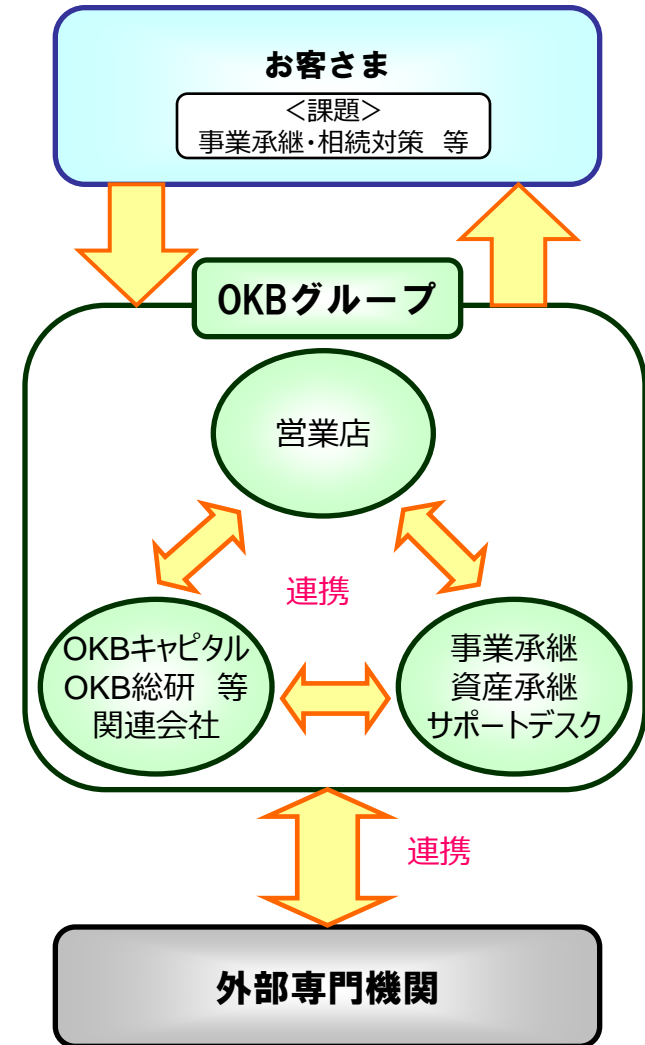 お客さま
＜課題＞
事業承継・相続対策　等
OKBグループ
営業店
連携
OKBキャピタル
OKB総研　等
関連会社
事業承継
資産承継
サポートデスク
連携
外部専門機関